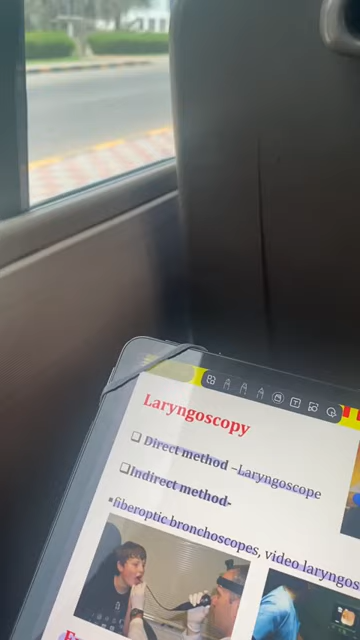 Laryngoscopy
❑ Direct method -Laryngoscope
❑Indirect method-
▪fiberoptic bronchoscopes, video laryngos